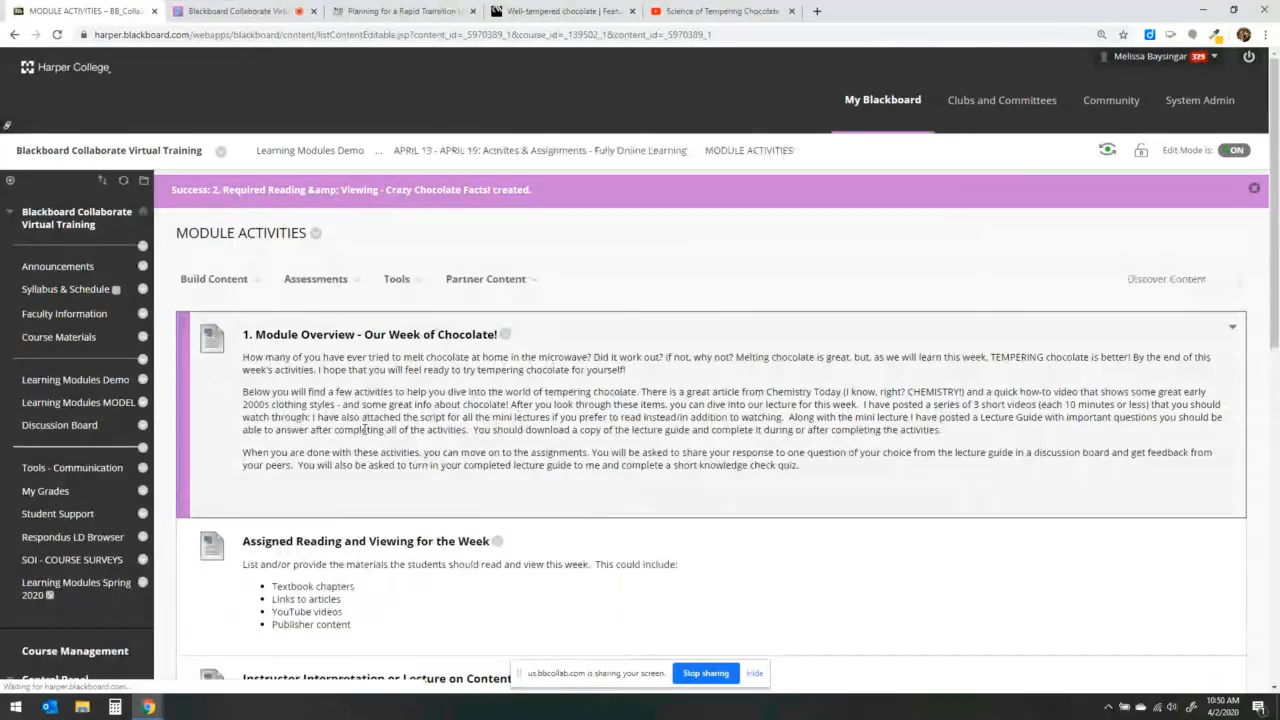 MODULE ACTIVITIES – BB_Colla
Blackboard Collaborate Virtu
Planning for a Rapid Transition
Well-tempered chocolate | Feat
Science of Tempering Chocolate
harper.blackboard.com/webapps/blackboard/content/listContentEditable.jsp?content_id=_5970389_1&course_id=_139502_1&content_id=_5970389_1
Harper College
Melissa Baysingar 329
My Blackboard Clubs and Committees Community System Admin
Blackboard Collaborate Virtual Training Learning Modules Demo ... APRIL 13 - APRIL 19: Activites & Assignments - Fully Online Learning MODULE ACTIVITIES
Edit Mode is: ON
Success: 2. Required Reading &amp; Viewing - Crazy Chocolate Facts! created.
Blackboard Collaborate
Virtual Training
Announcements
Syllabus & Schedule
Faculty Information
Course Materials
Learning Modules Demo
Learning Modules MODEL
Discussion Board
Tools - Communication
My Grades
Student Support
Respondus LD Browser
SOI - COURSE SURVEYS
Learning Modules Spring
2020
Course Management
Control Panel
MODULE ACTIVITIES
Build Content Assessments Tools Partner Content Discover Content
1. Module Overview - Our Week of Chocolate!
How many of you have ever tried to melt chocolate at home in the microwave? Did it work out? if not, why not? Melting chocolate is great, but, as we will learn this week, TEMPERING chocolate is better! By the end of this
week's activities, I hope that you will feel ready to try tempering chocolate for yourself!
Below you will find a few activities to help you dive into the world of tempering chocolate. There is a great article from Chemistry Today (I know, right? CHEMISTRY!) and a quick how-to video that shows some great early
2000s clothing styles - and some great info about chocolate! After you look through these items, you can dive into our lecture for this week. I have posted a series of 3 short videos (each 10 minutes or less) that you should
watch through; I have also attached the script for all the mini lectures if you prefer to read instead/in addition to watching. Along with the mini lecture I have posted a Lecture Guide with important questions you should be
able to answer after completing all of the activities. You should download a copy of the lecture guide and complete it during or after completing the activities.
When you are done with these activities, you can move on to the assignments. You will be asked to share your response to one question of your choice from the lecture guide in a discussion board and get feedback from
your peers. You will also be asked to turn in your completed lecture guide to me and complete a short knowledge check quiz.
Assigned Reading and Viewing for the Week
List and/or provide the materials the students should read and view this week. This could include:
Textbook chapters
Links to articles
YouTube videos
Publisher content
Instructor Interpretation or Lecture on Content
us.bbcollab.com is sharing your screen. Stop sharing Hide
Waiting for harper.blackboard.com...
10:50 AM
4/2/2020